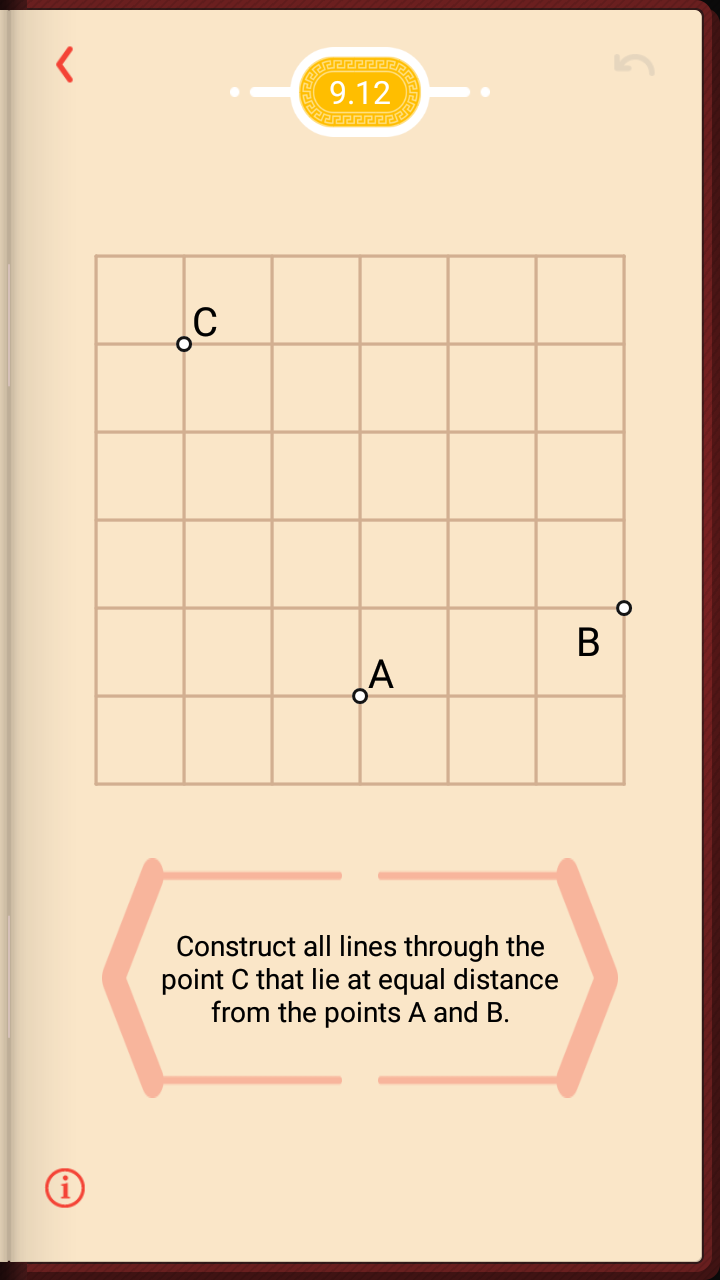 9.12
C
B
A
Construct all lines through the
point C that lie at equal distance
from the points A and B.
i